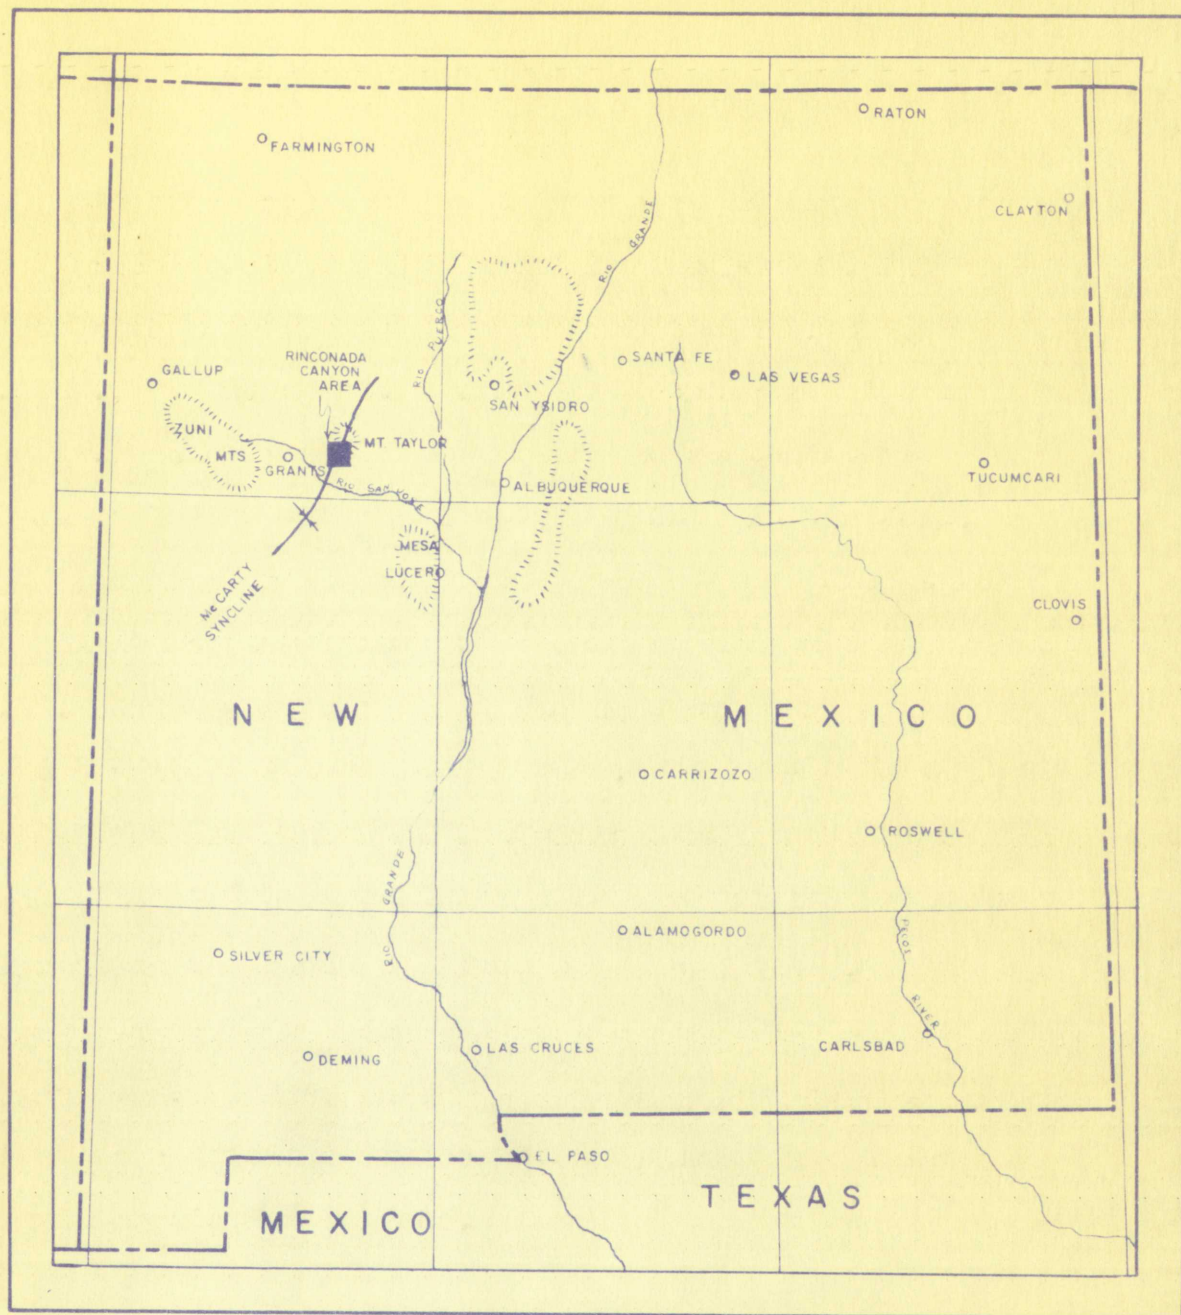 RATON
FARMINGTON
CLAYTON
RIO GRANDE
RIO PUERCO
RINCONADA
CANYON
AREA
GALLUP
SANTA FE
LAS VEGAS
SAN YSIDRO
ZUNI
MTS
MT. TAYLOR
GRANTS
TUCUMCARI
RIO SAN JOSE
ALBUQUERQUE
MESA
LUCERO
McCARTY
SYNCLINE
CLOVIS
NEW MEXICO
CARRIZOZO
ROSWELL
RIO GRANDE
ALAMOGORDO
SILVER CITY
PECOS RIVER
CARLSBAD
LAS CRUCES
DEMING
EL PASO
TEXAS
MEXICO